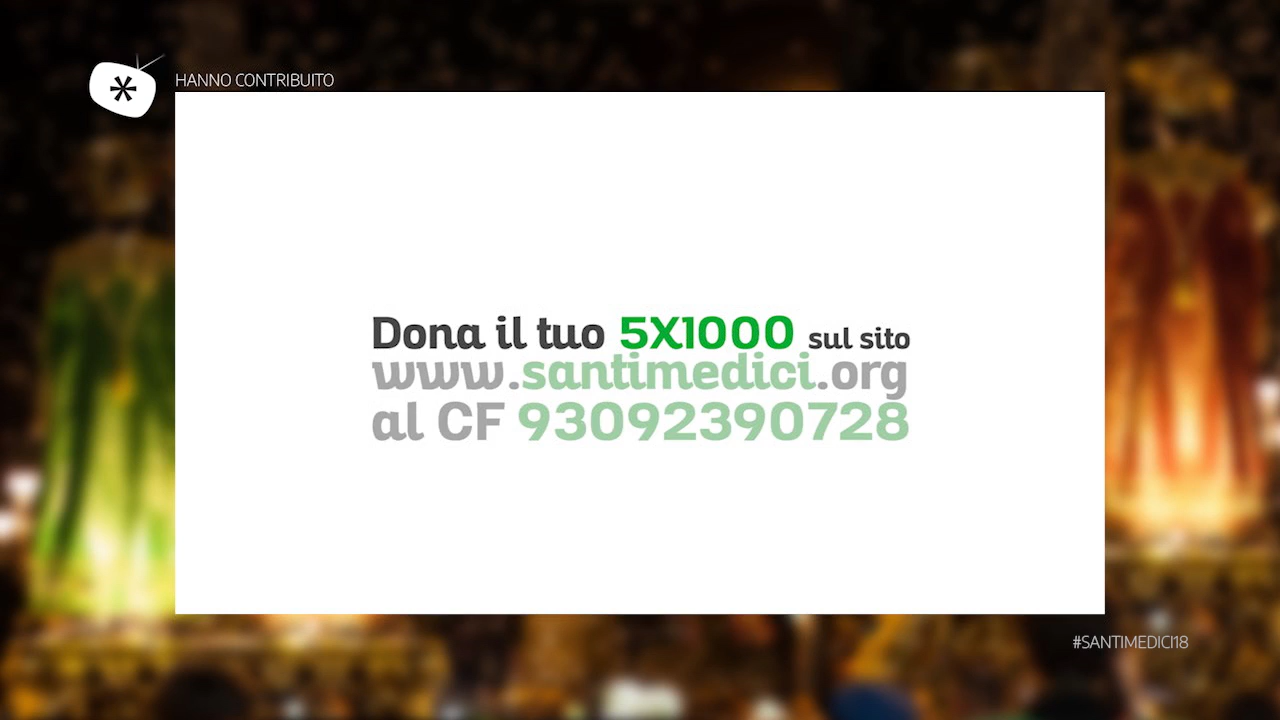 HANNO CONTRIBUITO
Dona il tuo 5X1000 sul sito
www.santimedici.org
al CF 93092390728
#SANTIMEDICI18